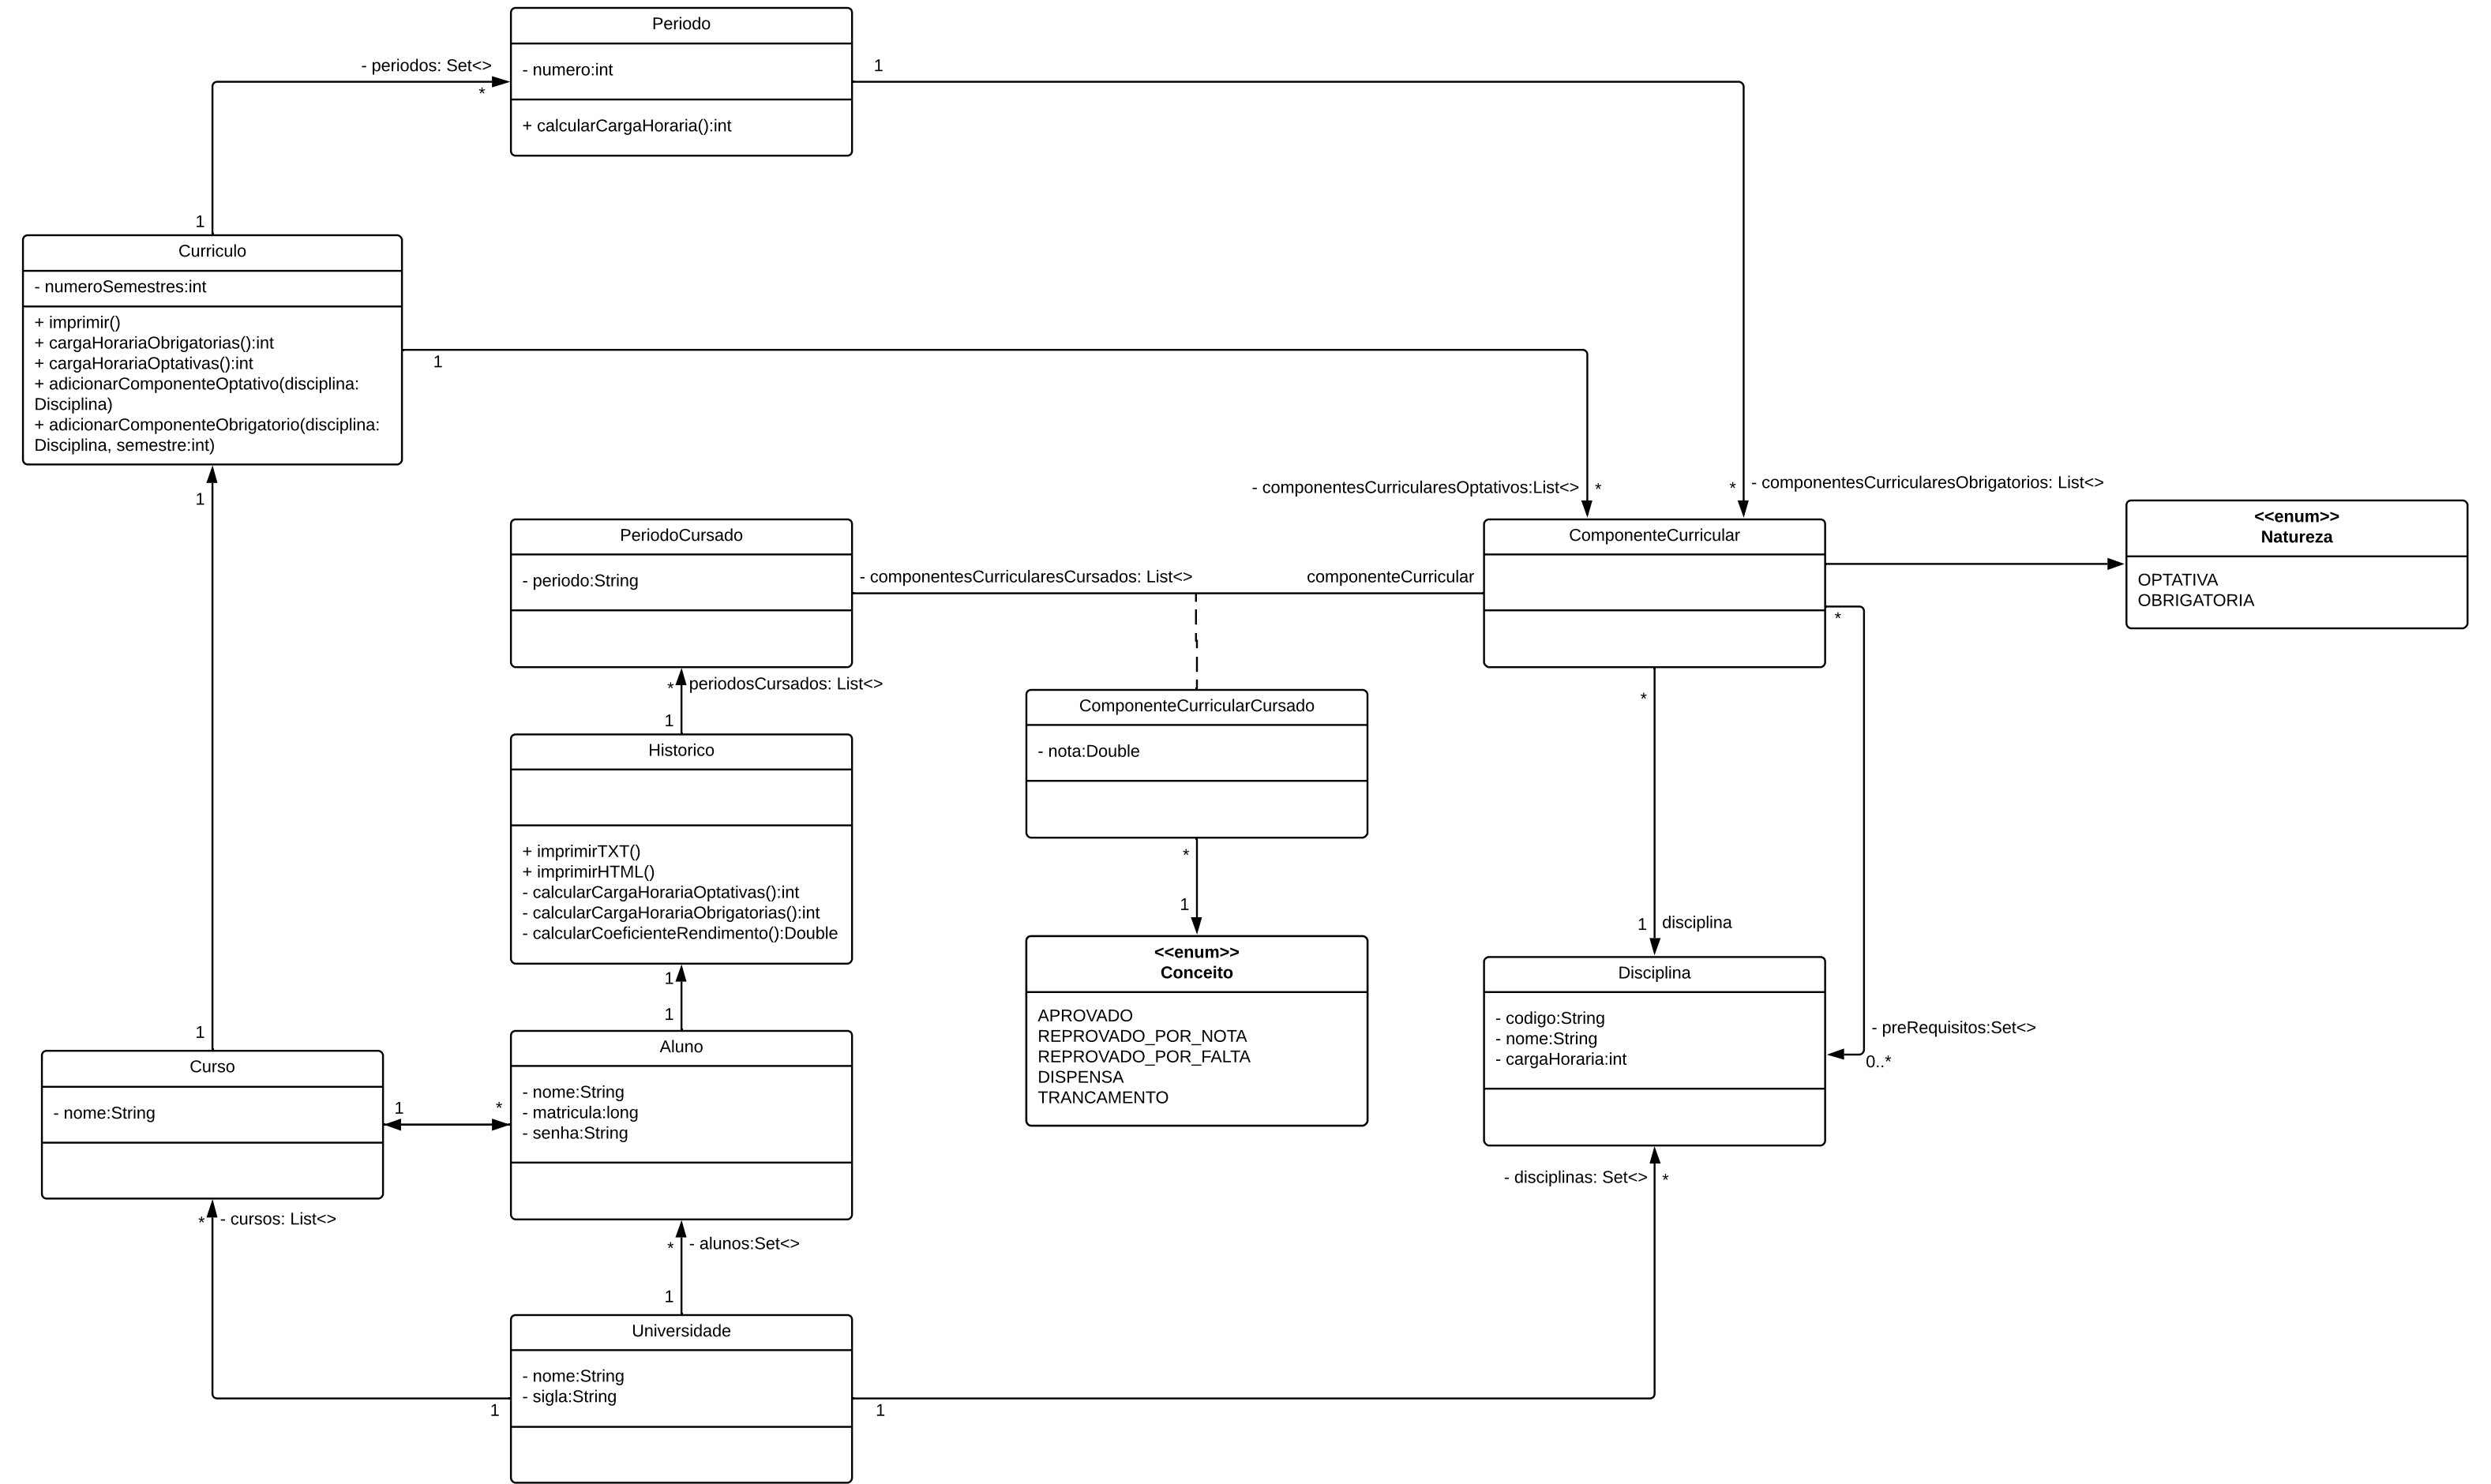 Periodo
- numero:int
+ calcularCargaHoraria():int
- periodos: Set<>
*
1
1
Curriculo
- numeroSemestres:int
+ imprimir()
+ cargaHorariaObrigatorias():int
+ cargaHorariaOptativas():int
+ adicionarComponenteOptativo(disciplina:
Disciplina)
+ adicionarComponenteObrigatorio(disciplina:
Disciplina, semestre:int)
1
1
- componentesCurricularesOptativos:List<>
*
*
- componentesCurricularesObrigatorios: List<>
PeriodoCursado
- periodo:String
- componentesCurricularesCursados: List<>
componenteCurricular
ComponenteCurricular
<<enum>>
Natureza
OPTATIVA
OBRIGATORIA
*
*
periodosCursados: List<>
1
Historico
+ imprimirTXT()
+ imprimirHTML()
- calcularCargaHorariaOptativas():int
- calcularCargaHorariaObrigatorias():int
- calcularCoeficienteRendimento():Double
ComponenteCurricularCursado
- nota:Double
*
1
<<enum>>
Conceito
APROVADO
REPROVADO_POR_NOTA
REPROVADO_POR_FALTA
DISPENSA
TRANCAMENTO
*
1
disciplina
Disciplina
- codigo:String
- nome:String
- cargaHoraria:int
- preRequisitos:Set<>
0..*
1
1
1
Curso
- nome:String
1
*
Aluno
- nome:String
- matricula:long
- senha:String
*
- cursos: List<>
*
- alunos:Set<>
1
- disciplinas: Set<>
*
Universidade
- nome:String
- sigla:String
1
1